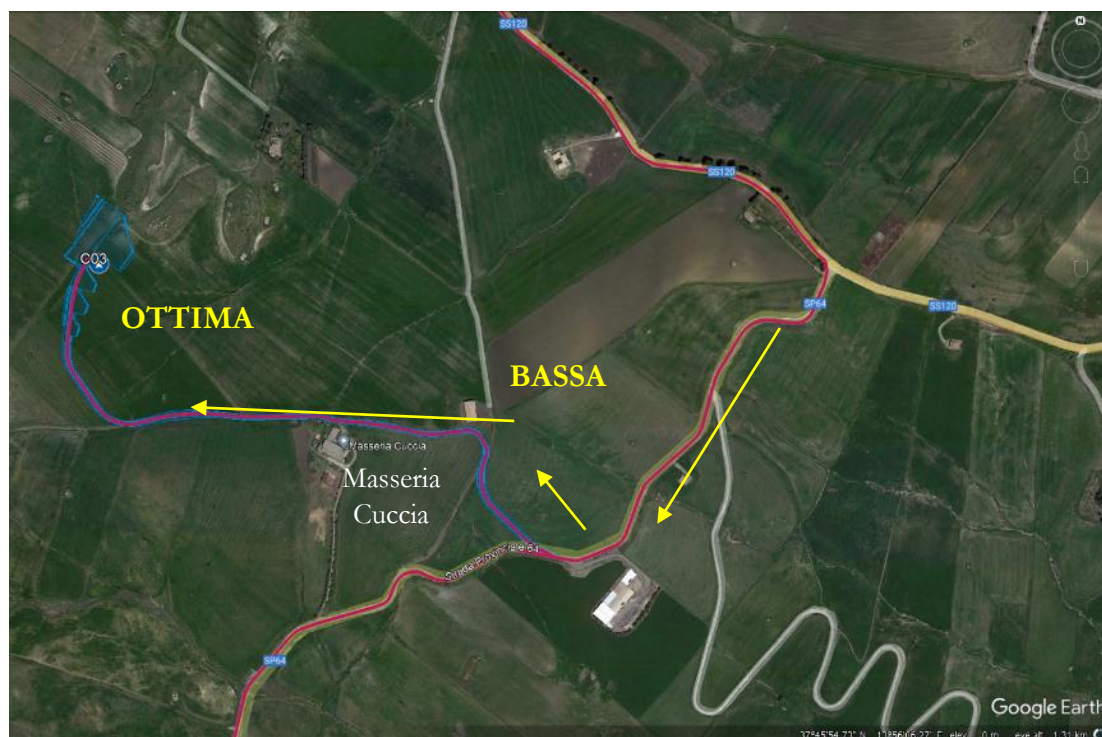 SS120
N
SS120
C03
OTTIMA
SP64
SS120
BASSA
Masseria Cuccia
Masseria
Cuccia
Strada Provinciale 64
SP64
Google Earth